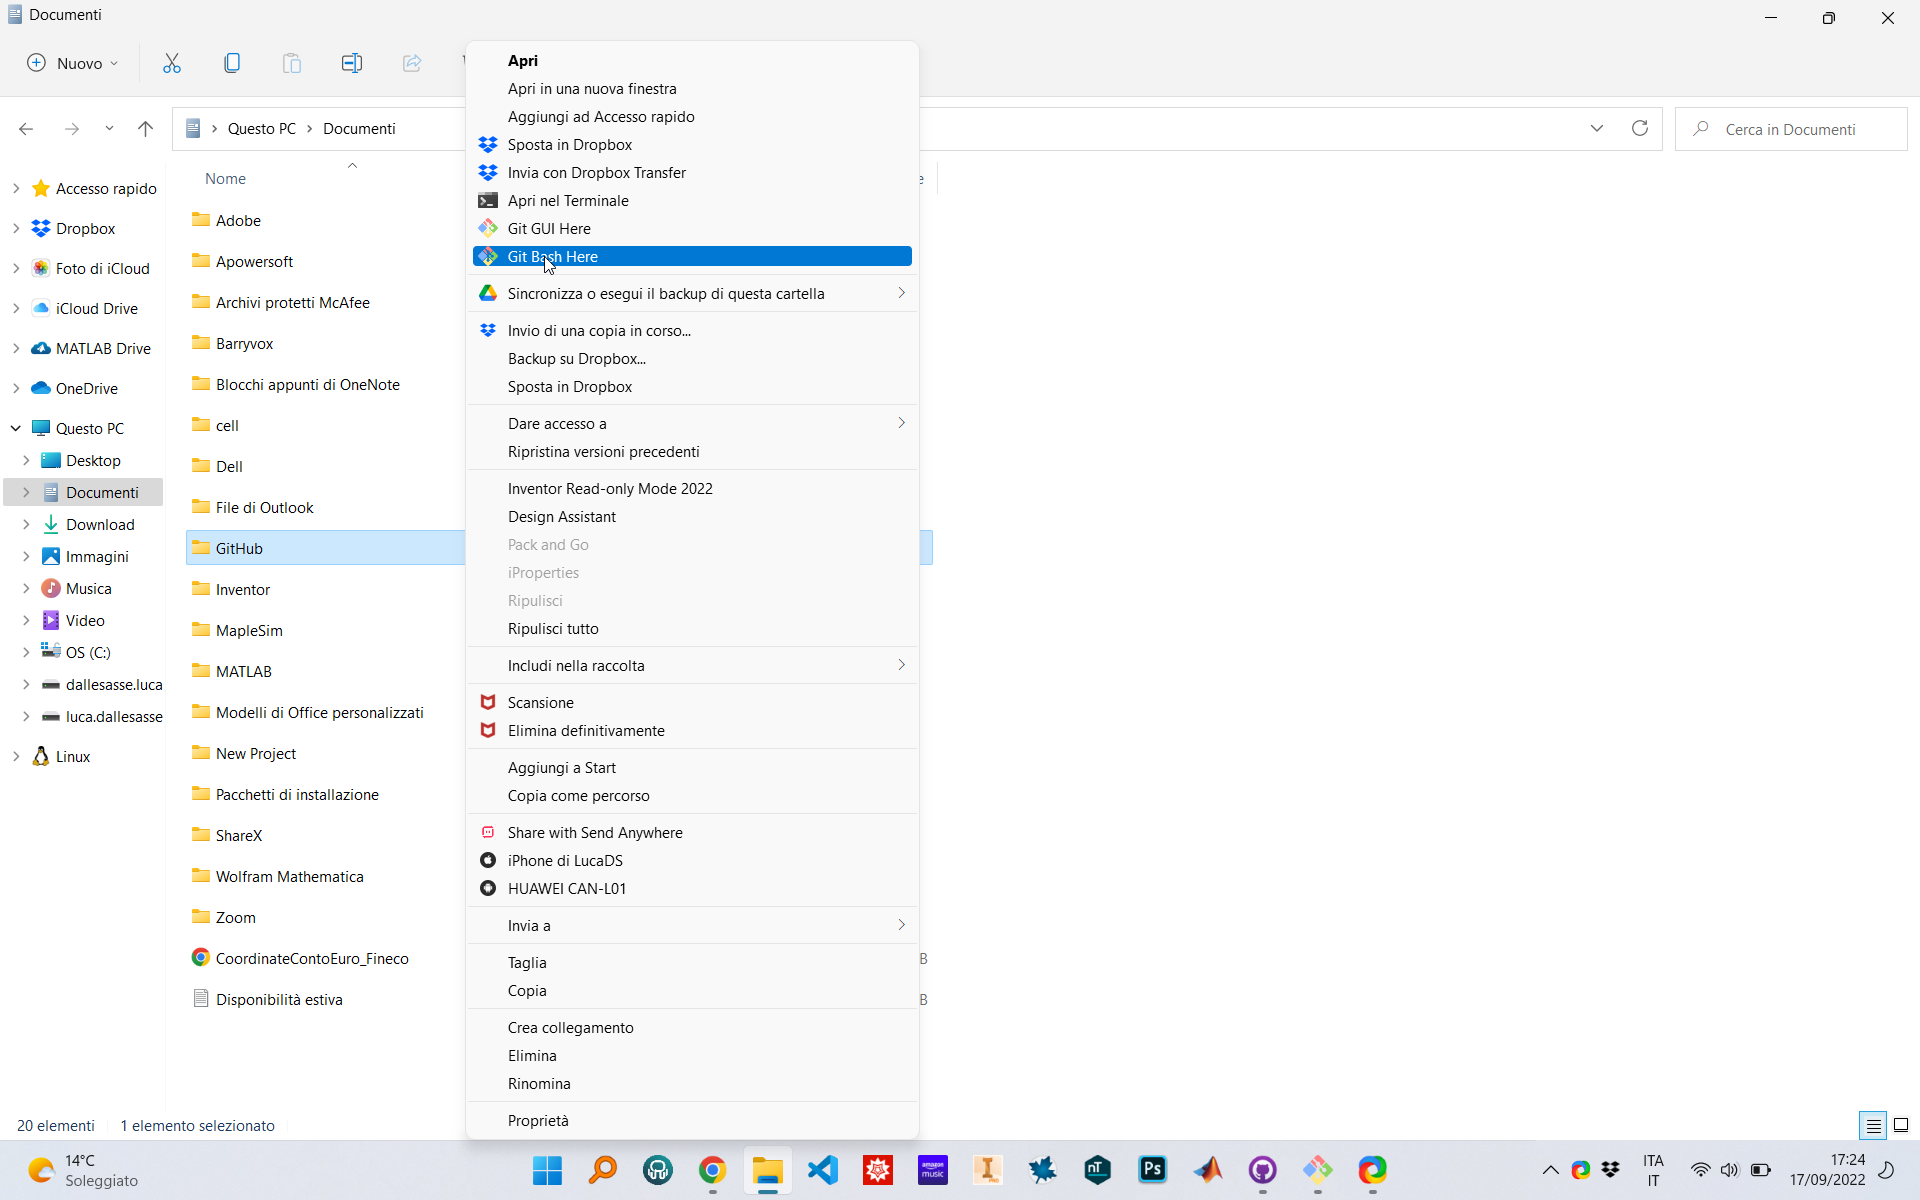 Documenti
Nuovo
Questo PC > Documenti
Cerca in Documenti
Accesso rapido
Dropbox
Foto di iCloud
iCloud Drive
MATLAB Drive
OneDrive
Questo PC
Desktop
Documenti
Download
Immagini
Musica
Video
OS (C:)
dallesasse.luca
luca.dallesasse
Linux
Nome
Adobe
Apowersoft
Archivi protetti McAfee
Barryvox
Blocchi appunti di OneNote
cell
Dell
File di Outlook
GitHub
Inventor
MapleSim
MATLAB
Modelli di Office personalizzati
New Project
Pacchetti di installazione
ShareX
Wolfram Mathematica
Zoom
CoordinateContoEuro_Fineco
Disponibilità estiva
Apri
Apri in una nuova finestra
Aggiungi ad Accesso rapido
Sposta in Dropbox
Invia con Dropbox Transfer
Apri nel Terminale
Git GUI Here
Git Bash Here
Sincronizza o esegui il backup di questa cartella
Invio di una copia in corso...
Backup su Dropbox...
Sposta in Dropbox
Dare accesso a
Ripristina versioni precedenti
Inventor Read-only Mode 2022
Design Assistant
Pack and Go
iProperties
Ripulisci
Ripulisci tutto
Includi nella raccolta
Scansione
Elimina definitivamente
Aggiungi a Start
Copia come percorso
Share with Send Anywhere
iPhone di LucaDS
HUAWEI CAN-L01
Invia a
Taglia
Copia
Crea collegamento
Elimina
Rinomina
Proprietà
e
B
B
20 elementi
1 elemento selezionato
14°C
Soleggiato
amazon music
nT
Ps
ITA
IT
17:24
17/09/2022